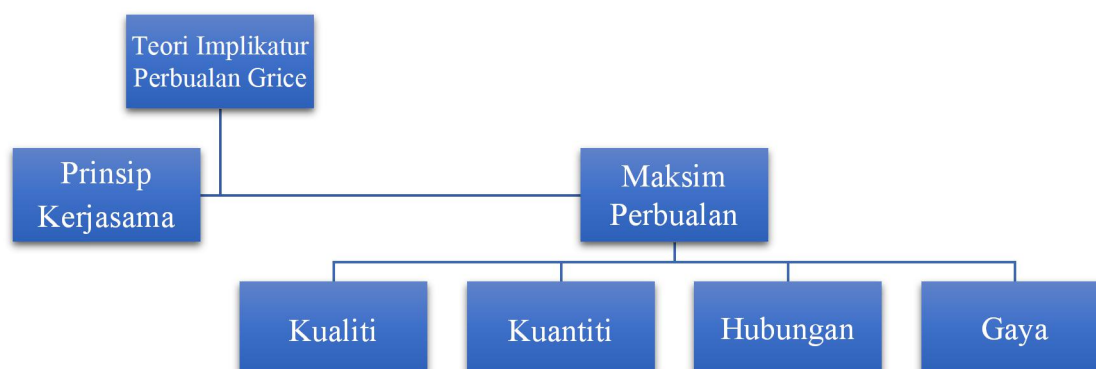 Teori Implikatur
Perbualan Grice
Prinsip
Kerjasama
Maksim
Perbualan
Kualiti
Kuantiti
Hubungan
Gaya